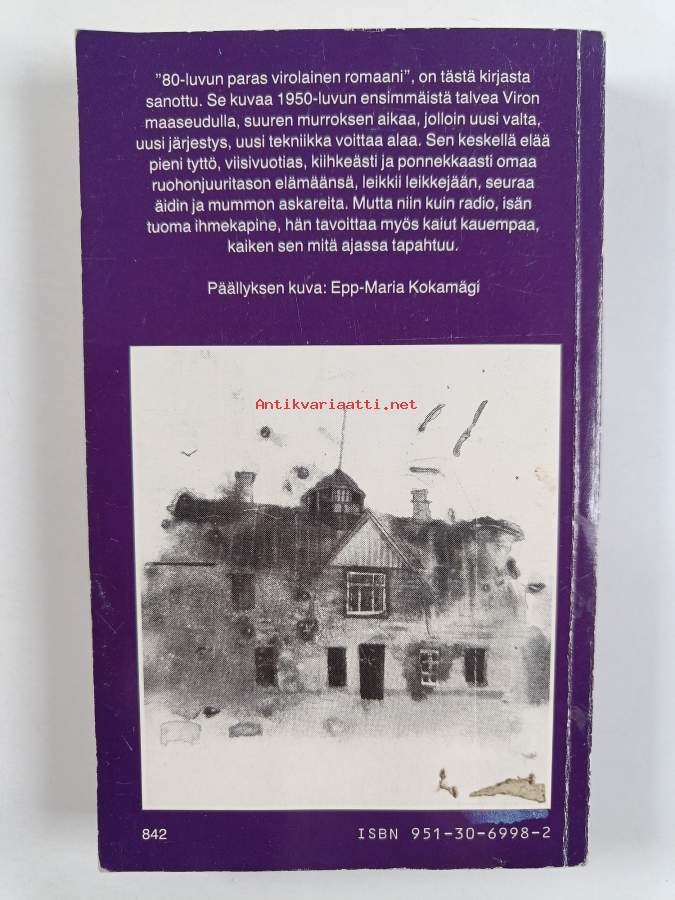 "80-luvun paras virolainen romaani", on tästä kirjasta
sanottu. Se kuvaa 1950-luvun ensimmäistä talvea Viron
maaseudulla, suuren murroksen aikaa, jolloin uusi valta,
uusi järjestys, uusi tekniikka voittaa alaa. Sen keskellä elää
pieni tyttö, viisivuotias, kiihkeästi ja ponnekkaasti omaa
ruohonjuuritason elämäänsä, leikkii leikkejään, seuraa
äidin ja mummon askareita. Mutta niin kuin radio, isän
tuoma ihmekapine, hän tavoittaa myös kaiut kauempaa,
kaiken sen mitä ajassa tapahtuu.
Päällyksen kuva: Epp-Maria Kokamägi
Antikvariaatti.net
842
ISBN 951-30-6998-2